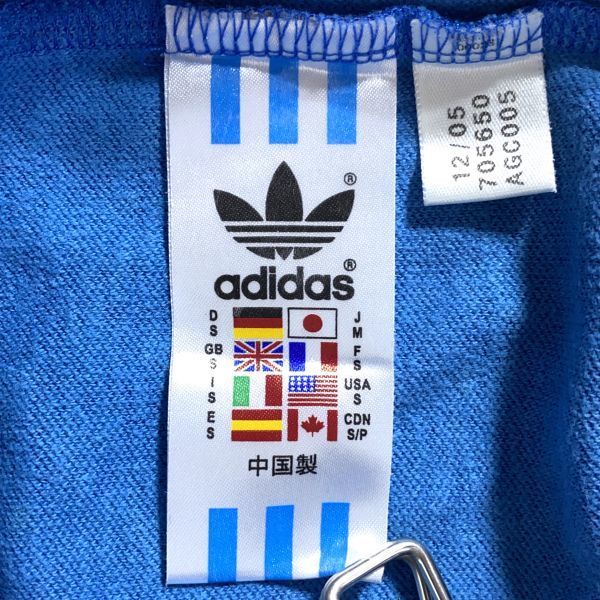 ®
adidas®
D
S
J
M
GB
S
F
S
I
S
USA
S
E
S
CDN
S/P
中国製
12/05
705650
AGC005